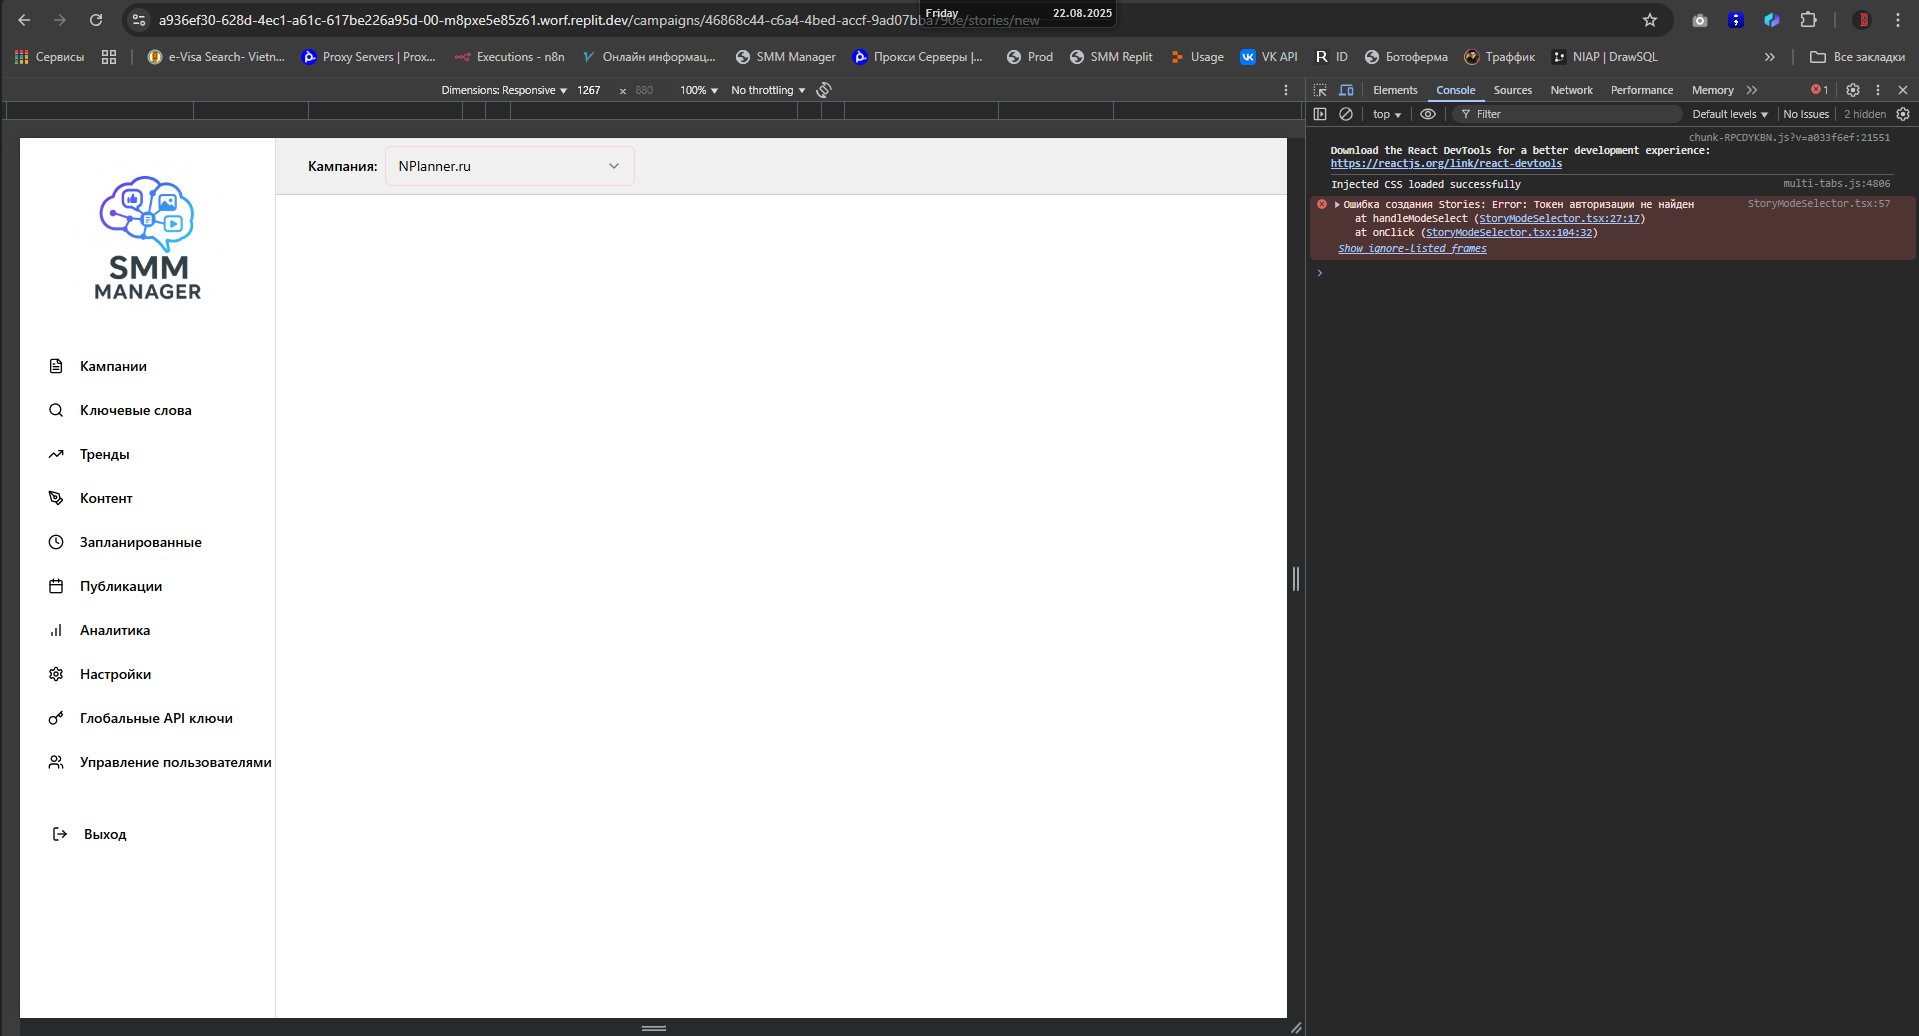 a936ef30-628d-4ec1-a61c-617be226a95d-00-m8pxe5e85z61.worf.replit.dev/campaigns/46868c44-c6a4-4bed-accf-9ad07bba790e/stories/new
Friday 22.08.2025
Сервисы e-Visa Search- Vietn... Proxy Servers | Prox... Executions - n8n Онлайн информац... SMM Manager Прокси Серверы |... Prod SMM Replit Usage VK API ID Ботоферма Траффик NIAP | DrawSQL » Все закладки
Dimensions: Responsive 1267 x 880 100% No throttling
Elements Console Sources Network Performance Memory » 1
top Filter Default levels No Issues 2 hidden
chunk-RPCDYKBN.js?v=a033f6ef:21551
Download the React DevTools for a better development experience:
https://reactjs.org/link/react-devtools
Injected CSS loaded successfully multi-tabs.js:4806
Ошибка создания Stories: Error: Токен авторизации не найден StoryModeSelector.tsx:57
at handleModeSelect (StoryModeSelector.tsx:27:17)
at onClick (StoryModeSelector.tsx:104:32)
Show ignore-listed frames
Кампания: NPlanner.ru
SMM
MANAGER
Кампании
Ключевые слова
Тренды
Контент
Запланированные
Публикации
Аналитика
Настройки
Глобальные API ключи
Управление пользователями
Выход